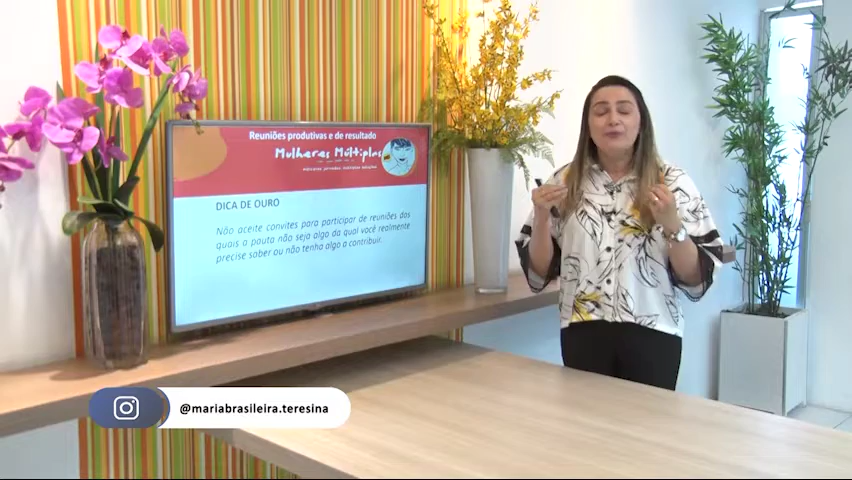 Reuniões produtivas e de resultado
Mulheres Múltiplas
DICA DE OURO
Não aceite convites para participar de reuniões das
quais a pauta não seja algo da qual você realmente
precise saber ou não tenha algo a contribuir.
@mariabrasileira.teresina